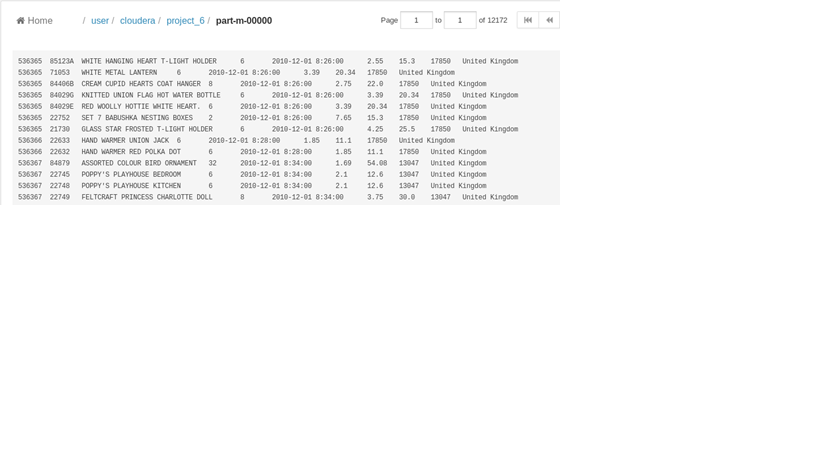 Home / user / cloudera / project_6 / part-m-00000 Page 1 to 1 of 12172
536365 85123A WHITE HANGING HEART T-LIGHT HOLDER 6 2010-12-01 8:26:00 2.55 15.3 17850 United Kingdom
536365 71053 WHITE METAL LANTERN 6 2010-12-01 8:26:00 3.39 20.34 17850 United Kingdom
536365 84406B CREAM CUPID HEARTS COAT HANGER 8 2010-12-01 8:26:00 2.75 22.0 17850 United Kingdom
536365 84029G KNITTED UNION FLAG HOT WATER BOTTLE 6 2010-12-01 8:26:00 3.39 20.34 17850 United Kingdom
536365 84029E RED WOOLLY HOTTIE WHITE HEART. 6 2010-12-01 8:26:00 3.39 20.34 17850 United Kingdom
536365 22752 SET 7 BABUSHKA NESTING BOXES 2 2010-12-01 8:26:00 7.65 15.3 17850 United Kingdom
536365 21730 GLASS STAR FROSTED T-LIGHT HOLDER 6 2010-12-01 8:26:00 4.25 25.5 17850 United Kingdom
536366 22633 HAND WARMER UNION JACK 6 2010-12-01 8:28:00 1.85 11.1 17850 United Kingdom
536366 22632 HAND WARMER RED POLKA DOT 6 2010-12-01 8:28:00 1.85 11.1 17850 United Kingdom
536367 84879 ASSORTED COLOUR BIRD ORNAMENT 32 2010-12-01 8:34:00 1.69 54.08 13047 United Kingdom
536367 22745 POPPY'S PLAYHOUSE BEDROOM 6 2010-12-01 8:34:00 2.1 12.6 13047 United Kingdom
536367 22748 POPPY'S PLAYHOUSE KITCHEN 6 2010-12-01 8:34:00 2.1 12.6 13047 United Kingdom
536367 22749 FELTCRAFT PRINCESS CHARLOTTE DOLL 8 2010-12-01 8:34:00 3.75 30.0 13047 United Kingdom